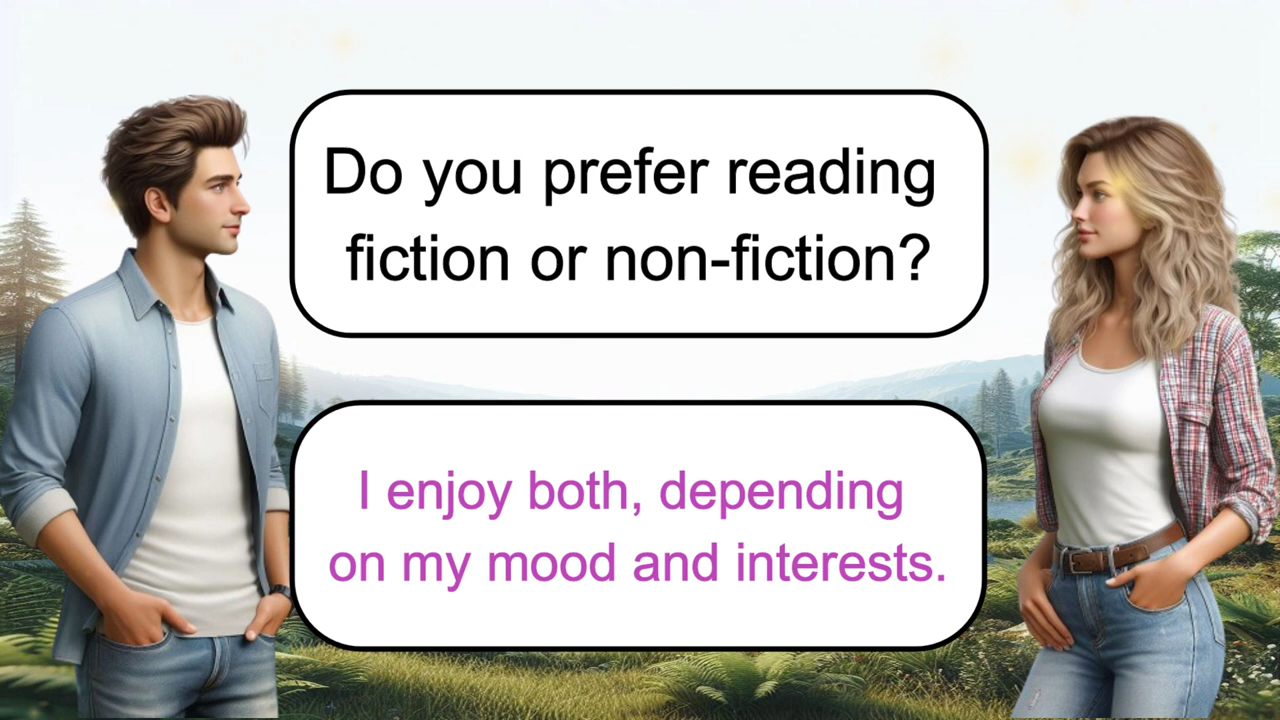 Do you prefer reading
fiction or non-fiction?
I enjoy both, depending
on my mood and interests.